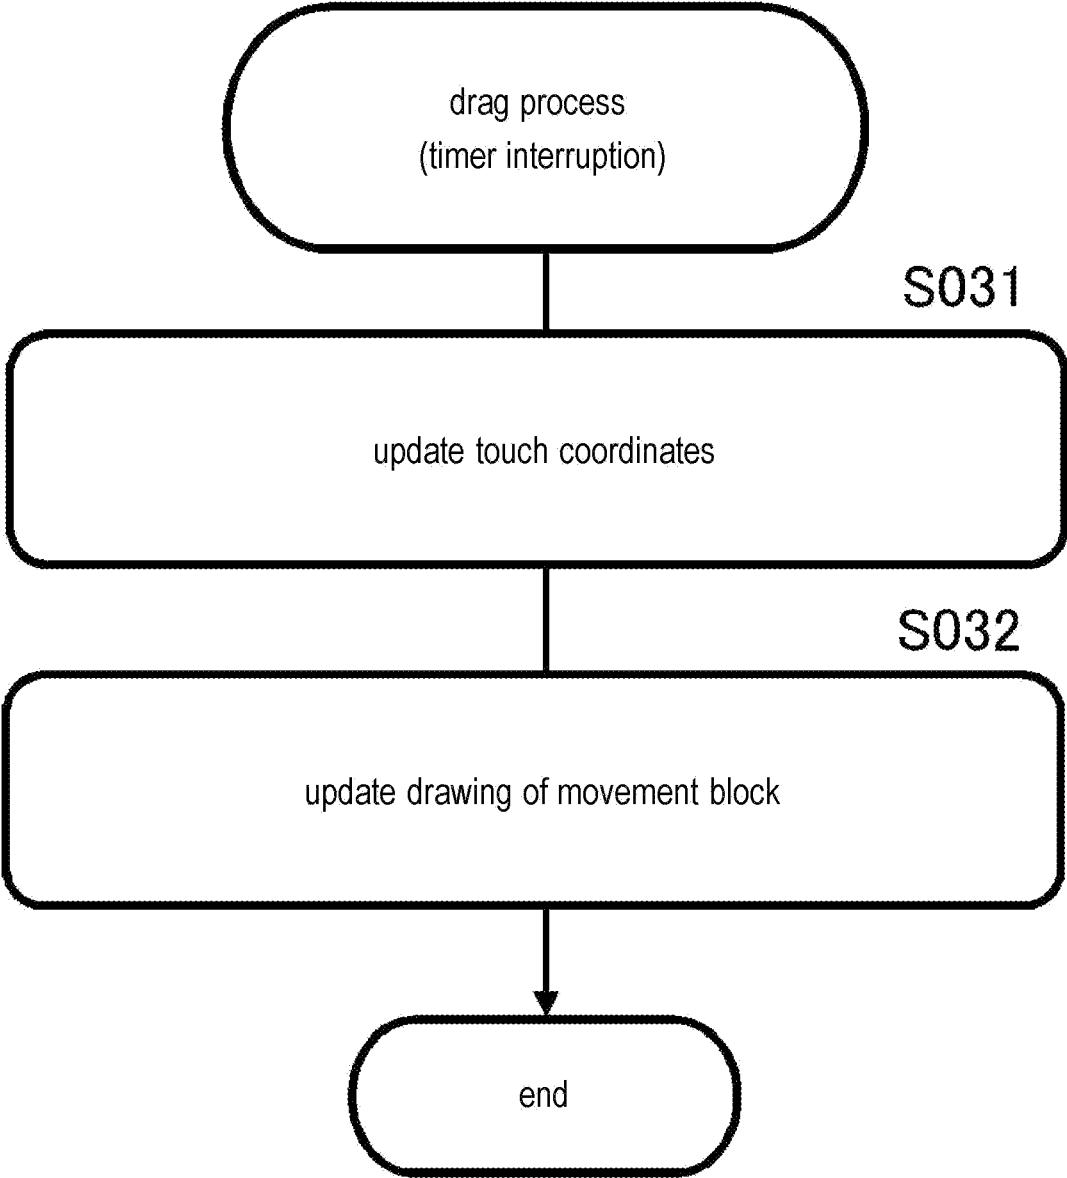 drag process
(timer interruption)
S031
update touch coordinates
S032
update drawing of movement block
end